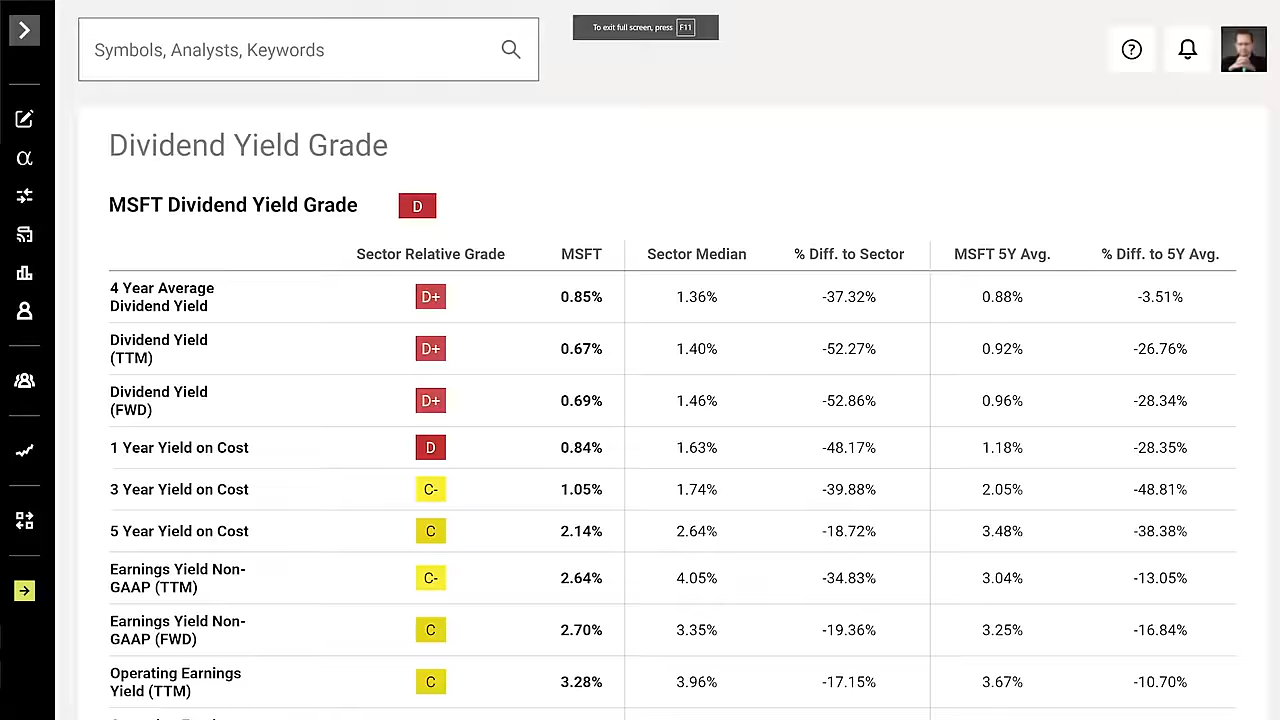 Symbols, Analysts, Keywords
To exit full screen, press F11
Dividend Yield Grade
MSFT Dividend Yield Grade D
Sector Relative Grade MSFT Sector Median % Diff. to Sector MSFT 5Y Avg. % Diff. to 5Y Avg.
4 Year Average
Dividend Yield D+ 0.85% 1.36% -37.32% 0.88% -3.51%
Dividend Yield
(TTM) D+ 0.67% 1.40% -52.27% 0.92% -26.76%
Dividend Yield
(FWD) D+ 0.69% 1.46% -52.86% 0.96% -28.34%
1 Year Yield on Cost D 0.84% 1.63% -48.17% 1.18% -28.35%
3 Year Yield on Cost C- 1.05% 1.74% -39.88% 2.05% -48.81%
5 Year Yield on Cost C 2.14% 2.64% -18.72% 3.48% -38.38%
Earnings Yield Non-
GAAP (TTM) C- 2.64% 4.05% -34.83% 3.04% -13.05%
Earnings Yield Non-
GAAP (FWD) C 2.70% 3.35% -19.36% 3.25% -16.84%
Operating Earnings
Yield (TTM) C 3.28% 3.96% -17.15% 3.67% -10.70%